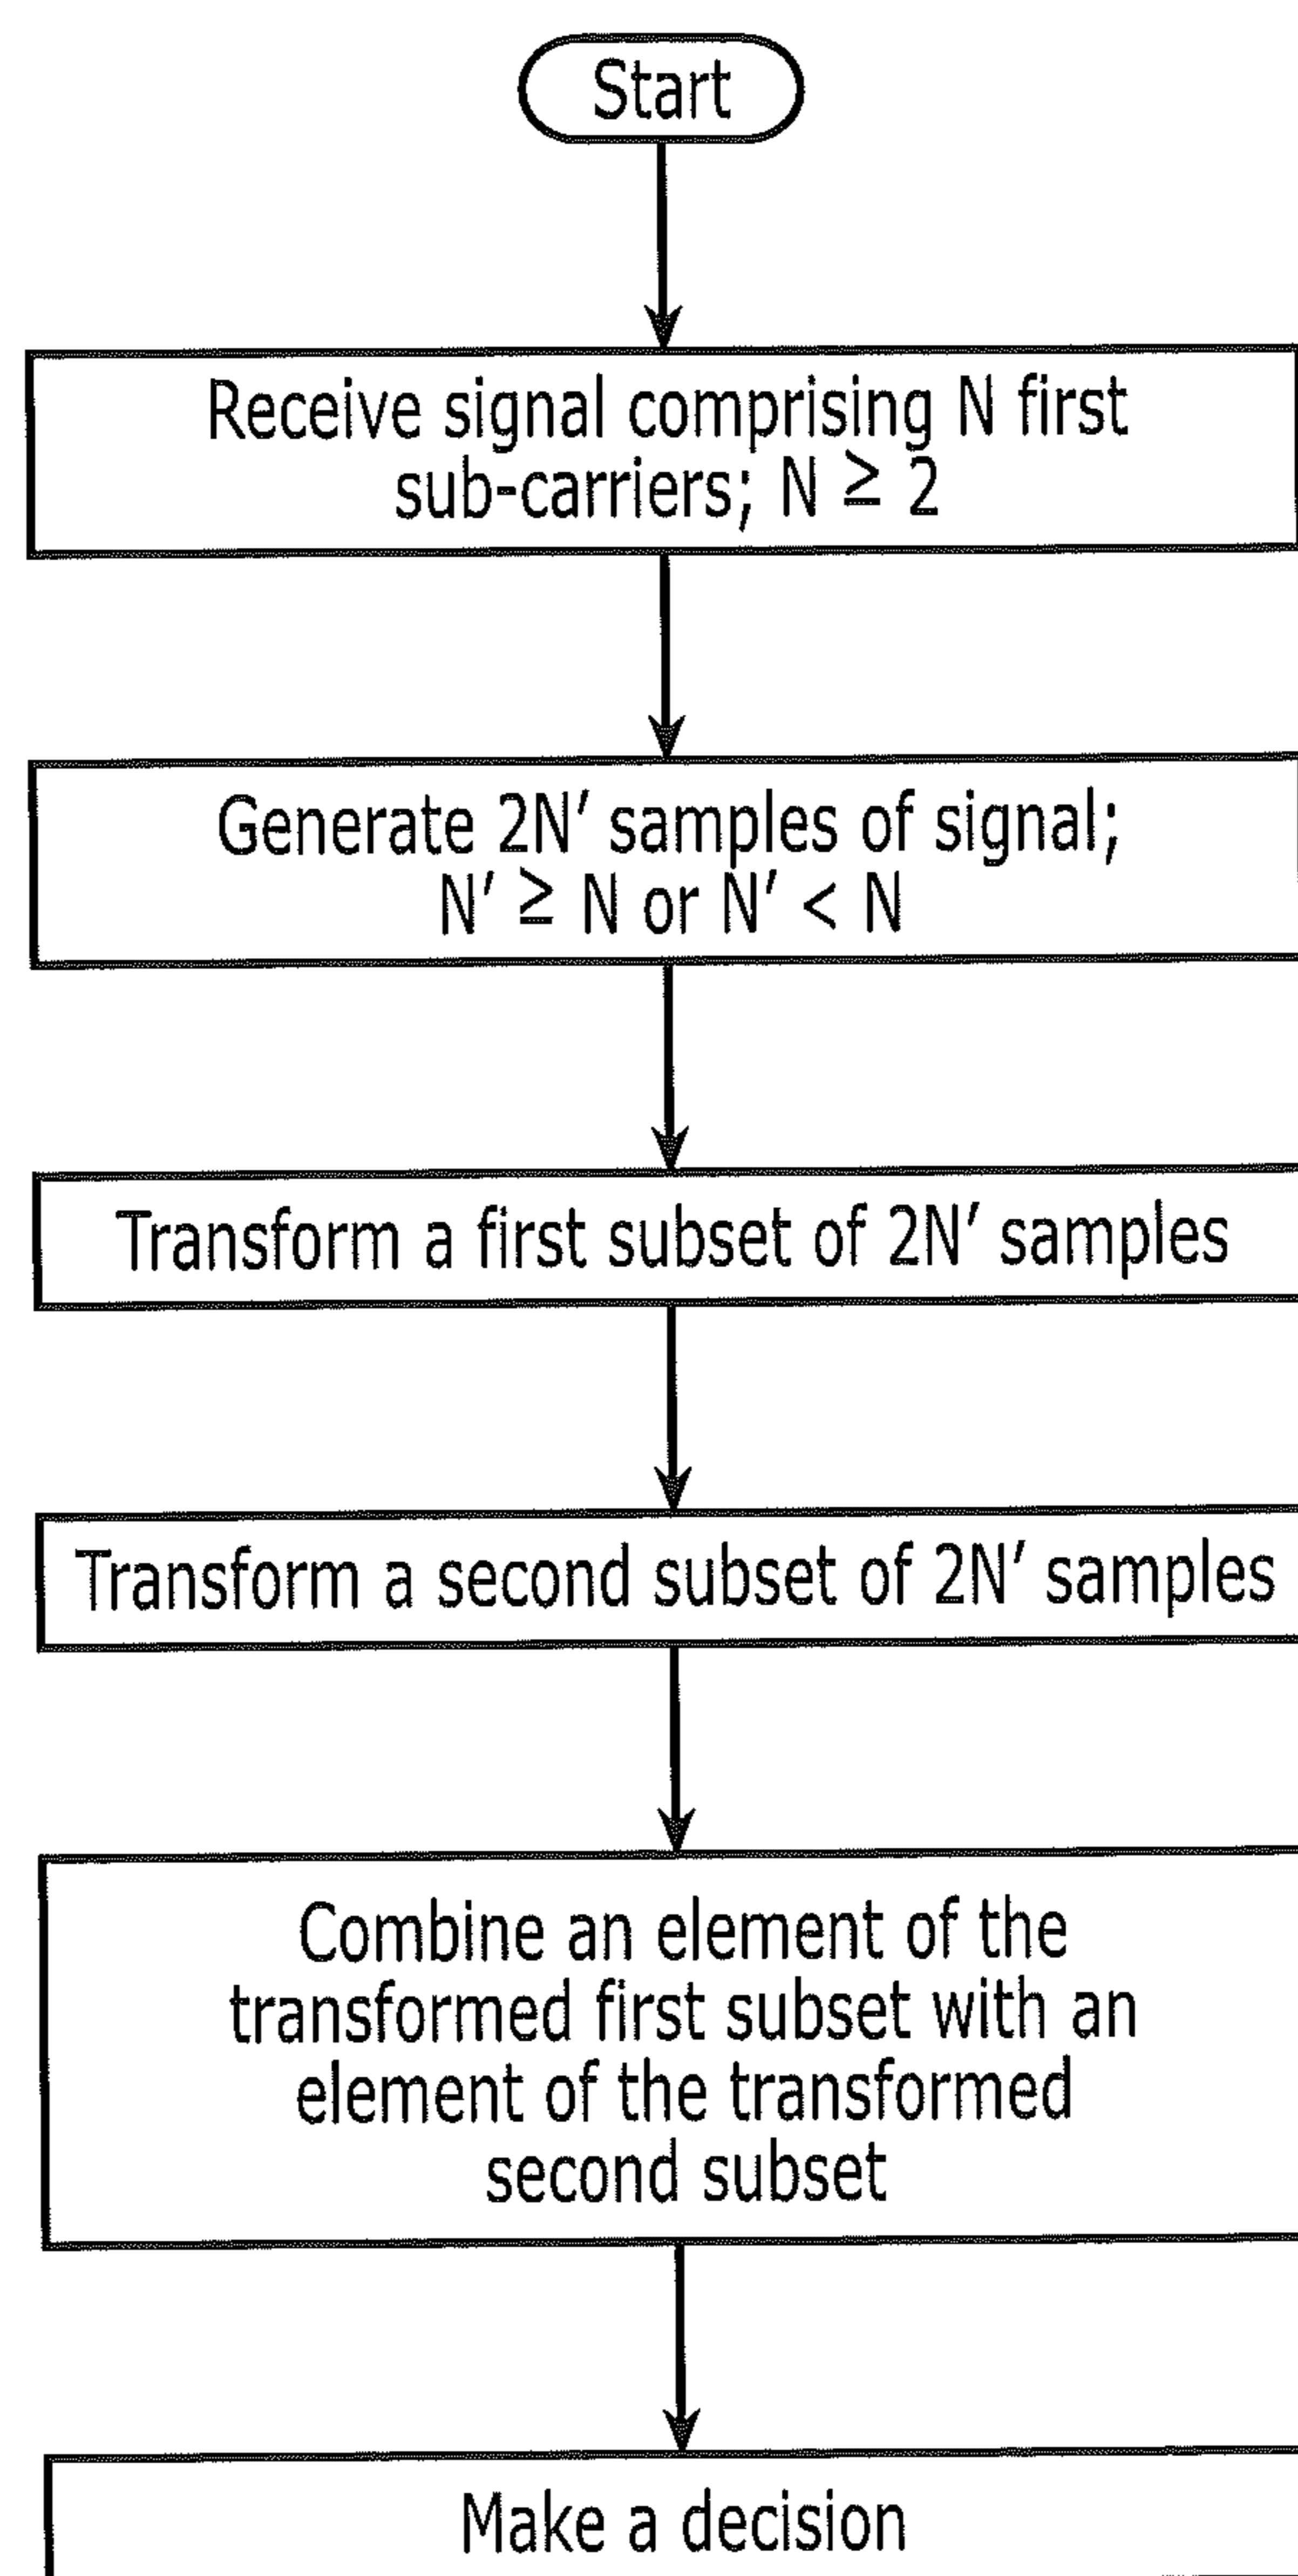 Start
Receive signal comprising N first
sub-carriers; N ≥ 2
Generate 2N′ samples of signal;
N′ ≥ N or N′ < N
Transform a first subset of 2N′ samples
Transform a second subset of 2N′ samples
Combine an element of the
transformed first subset with an
element of the transformed
second subset
Make a decision